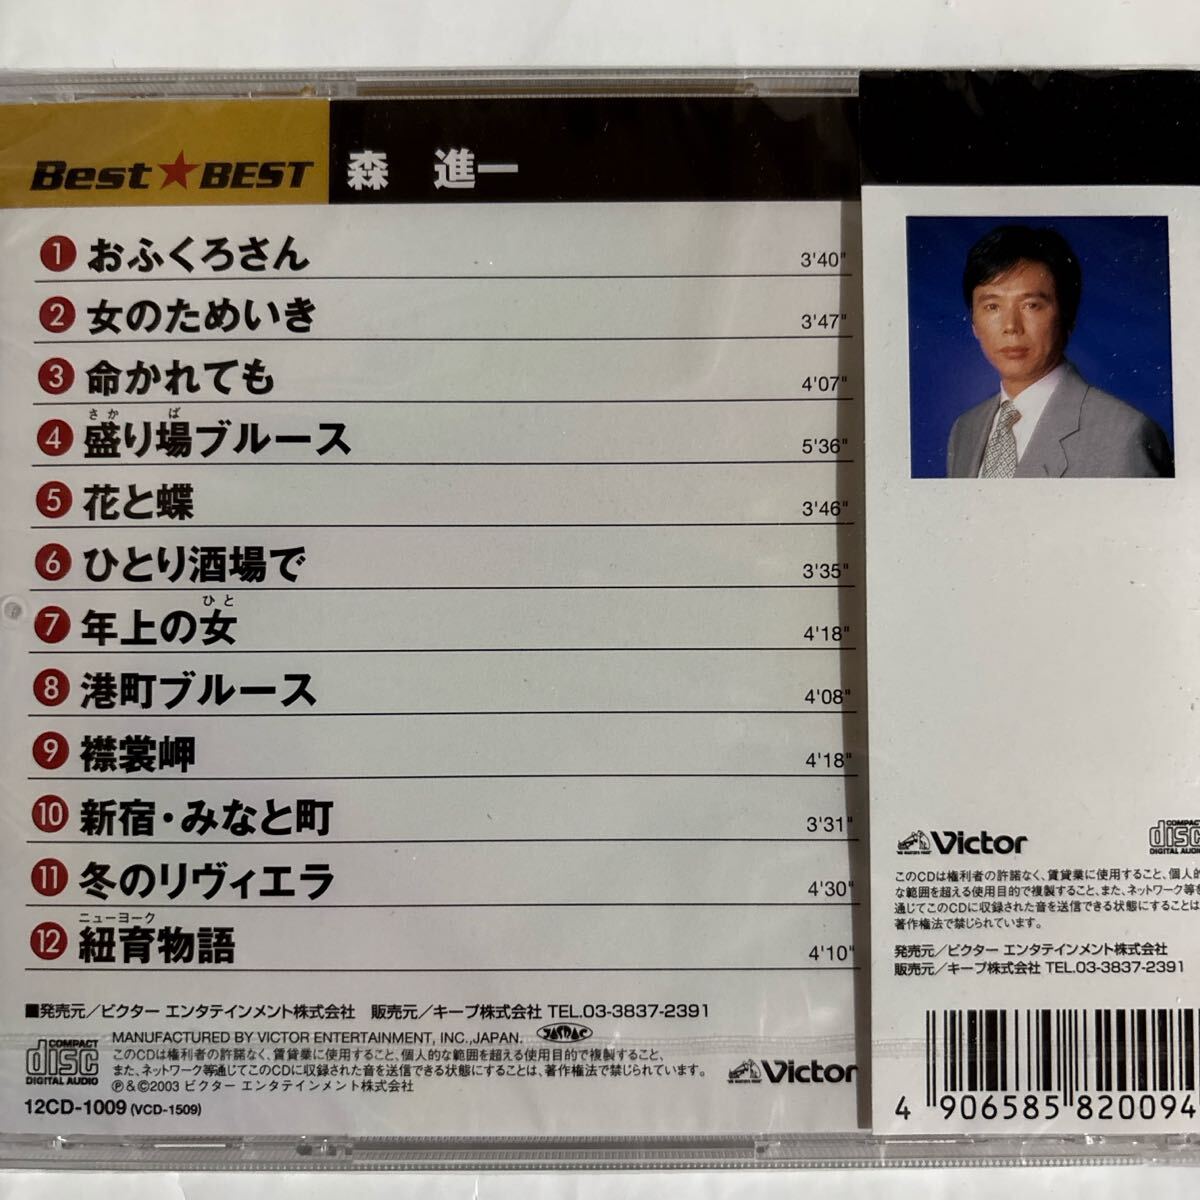 Best★BEST 森 進一
1 おふくろさん 3'40"
2 女のためいき 3'47"
3 命かれても 4'07"
さか ば
4 盛り場ブルース 5'36"
5 花と蝶 3'46"
6 ひとり酒場で 3'35"
ひと
7 年上の女 4'18"
8 港町ブルース 4'08"
9 襟裳岬 4'18"
10 新宿・みなと町 3'31"
11 冬のリヴィエラ 4'30"
ニューヨーク
12 紐育物語 4'10"
■発売元／ビクター エンタテインメント株式会社 販売元／キープ株式会社 TEL.03-3837-2391
MANUFACTURED BY VICTOR ENTERTAINMENT, INC.,JAPAN. JASRAC
COMPACT
disc
DIGITAL AUDIO
このCDは権利者の許諾なく、賃貸業に使用すること、個人的な範囲を超える使用目的で複製すること、
また、ネットワーク等通じてこのCDに収録された音を送信できる状態にすることは、著作権法で禁じられています。
Ⓟ&©2003 ビクター エンタテインメント株式会社
Victor
12CD-1009 (VCD-1509)
Victor
COMPACT
disc
DIGITAL AUDIO
このCDは権利者の許諾なく、賃貸業に使用すること、個人的
な範囲を超える使用目的で複製すること、また、ネットワーク等を
通じてこのCDに収録された音を送信できる状態にすることは、
著作権法で禁じられています。
発売元／ビクター エンタテインメント株式会社
販売元／キープ株式会社 TEL.03-3837-2391
4 906585 820094